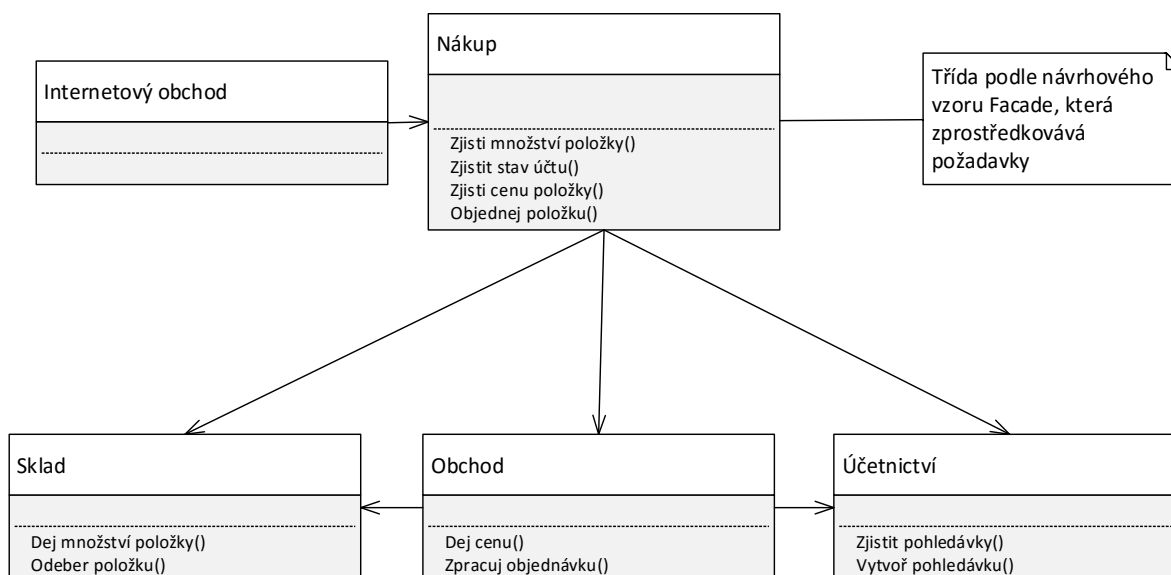 Nákup
Internetový obchod
Zjisti množství položky()
Zjistit stav účtu()
Zjisti cenu položky()
Objednej položku()
Třída podle návrhového
vzoru Facade, která
zprostředkovává
požadavky
Sklad
Dej množství položky()
Odeber položku()
Obchod
Dej cenu()
Zpracuj objednávku()
Účetnictví
Zjistit pohledávky()
Vytvoř pohledávku()